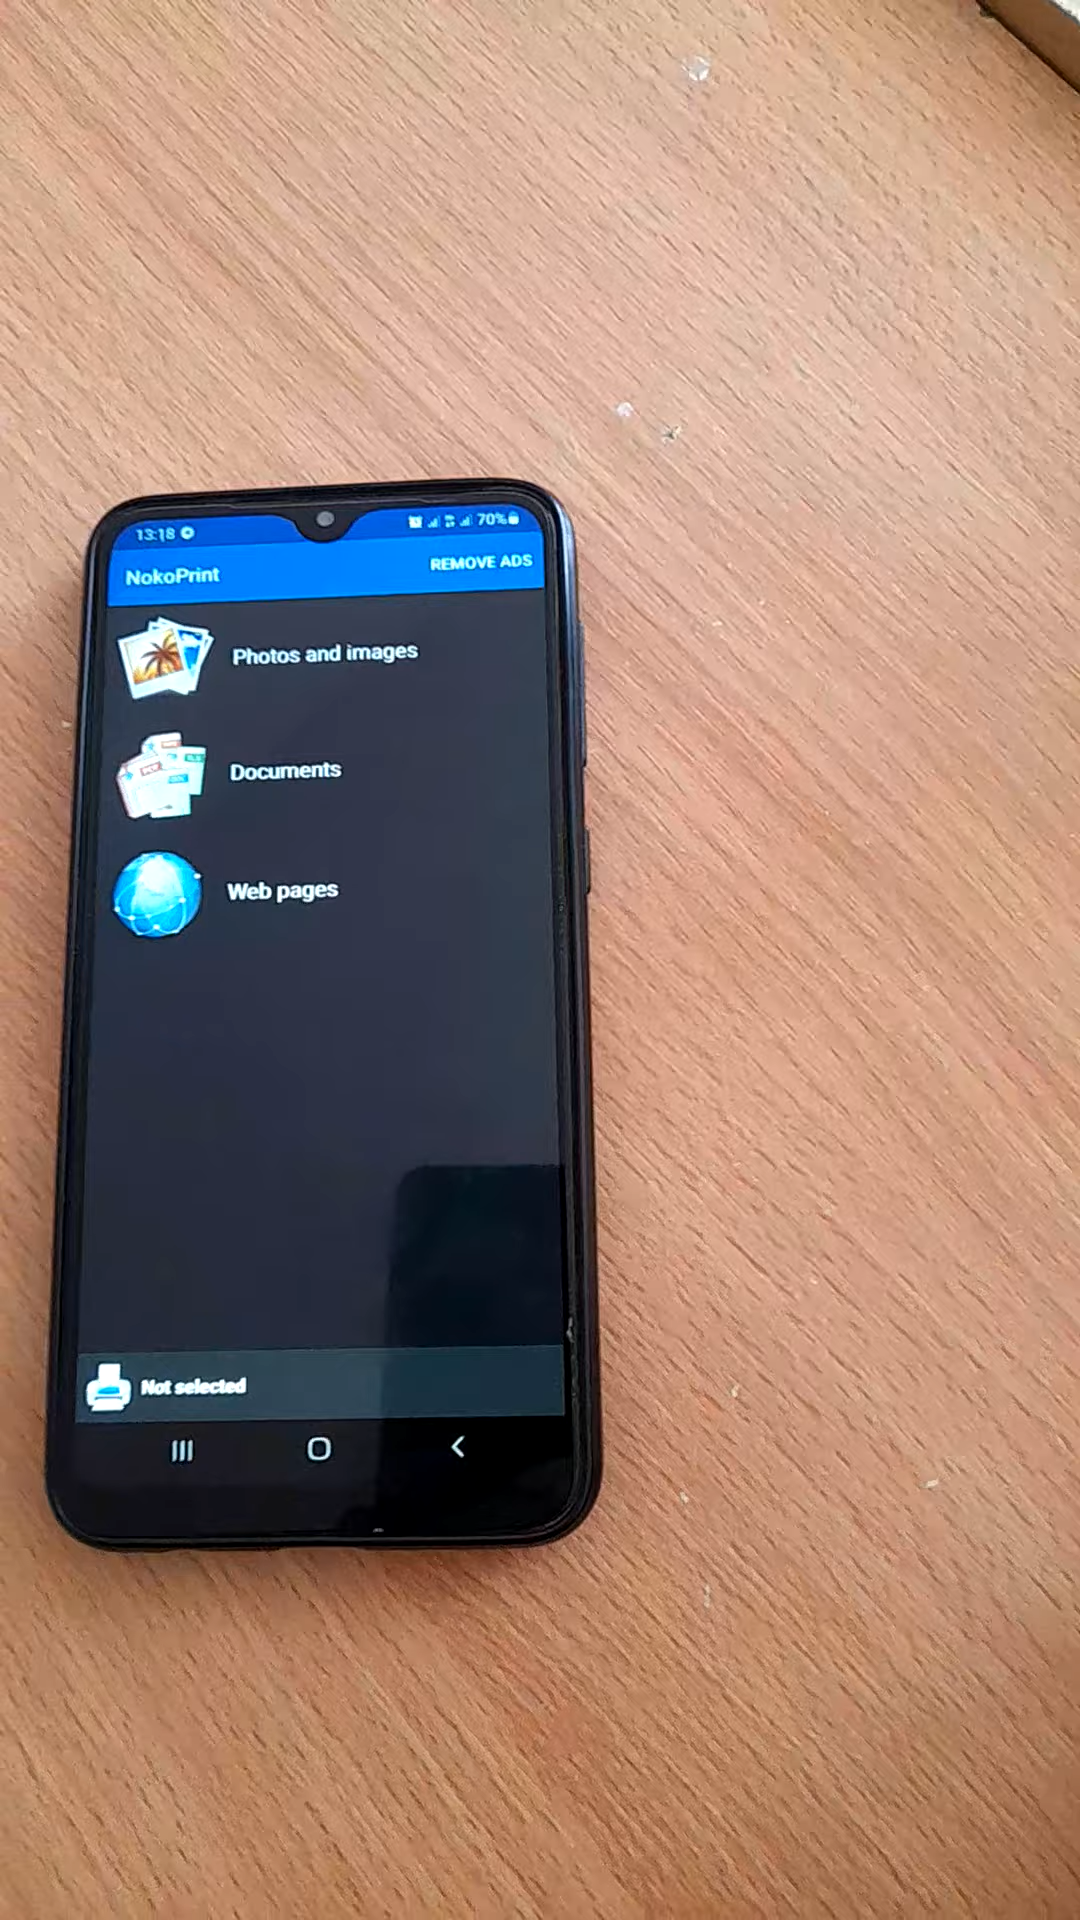 13:18 70%
NokoPrint REMOVE ADS
Photos and images
Documents
Web pages
Not selected